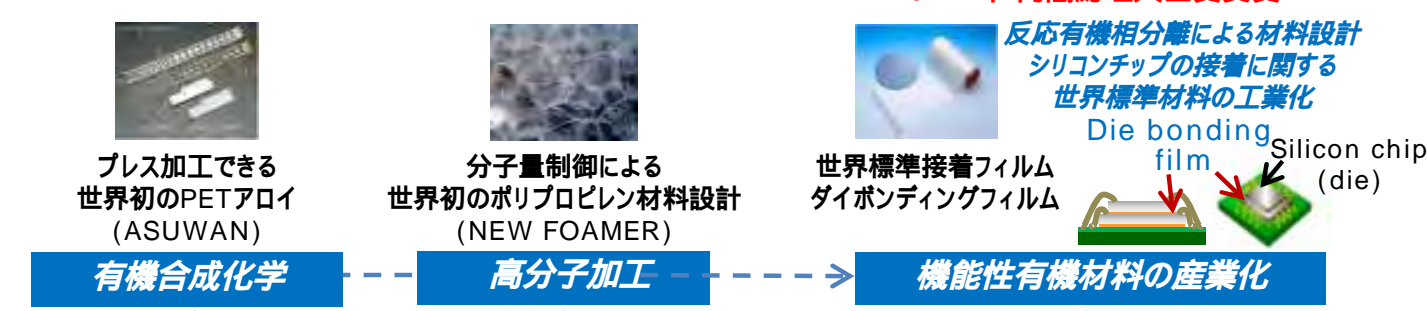 反応有機相分離による材料設計
シリコンチップの接着に関する
世界標準材料の工業化
Die bonding
film
Silicon chip
(die)
プレス加工できる
世界初のPETアロイ
(ASUWAN)
分子量制御による
世界初のポリプロピレン材料設計
(NEW FOAMER)
世界標準接着フィルム
ダイボンディングフィルム
有機合成化学
高分子加工
機能性有機材料の産業化